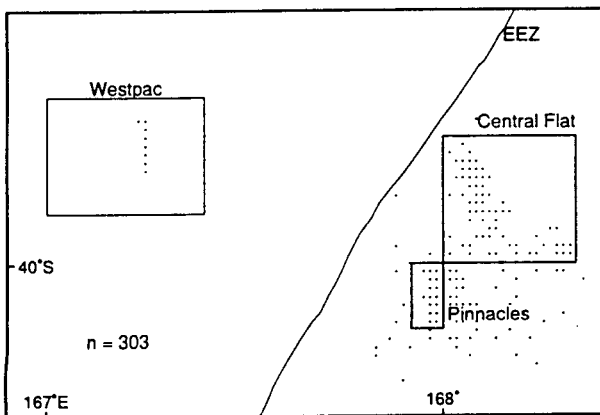 EEZ
Westpac
Central Flat
40°S
Pinnacles
n = 303
167°E
168°